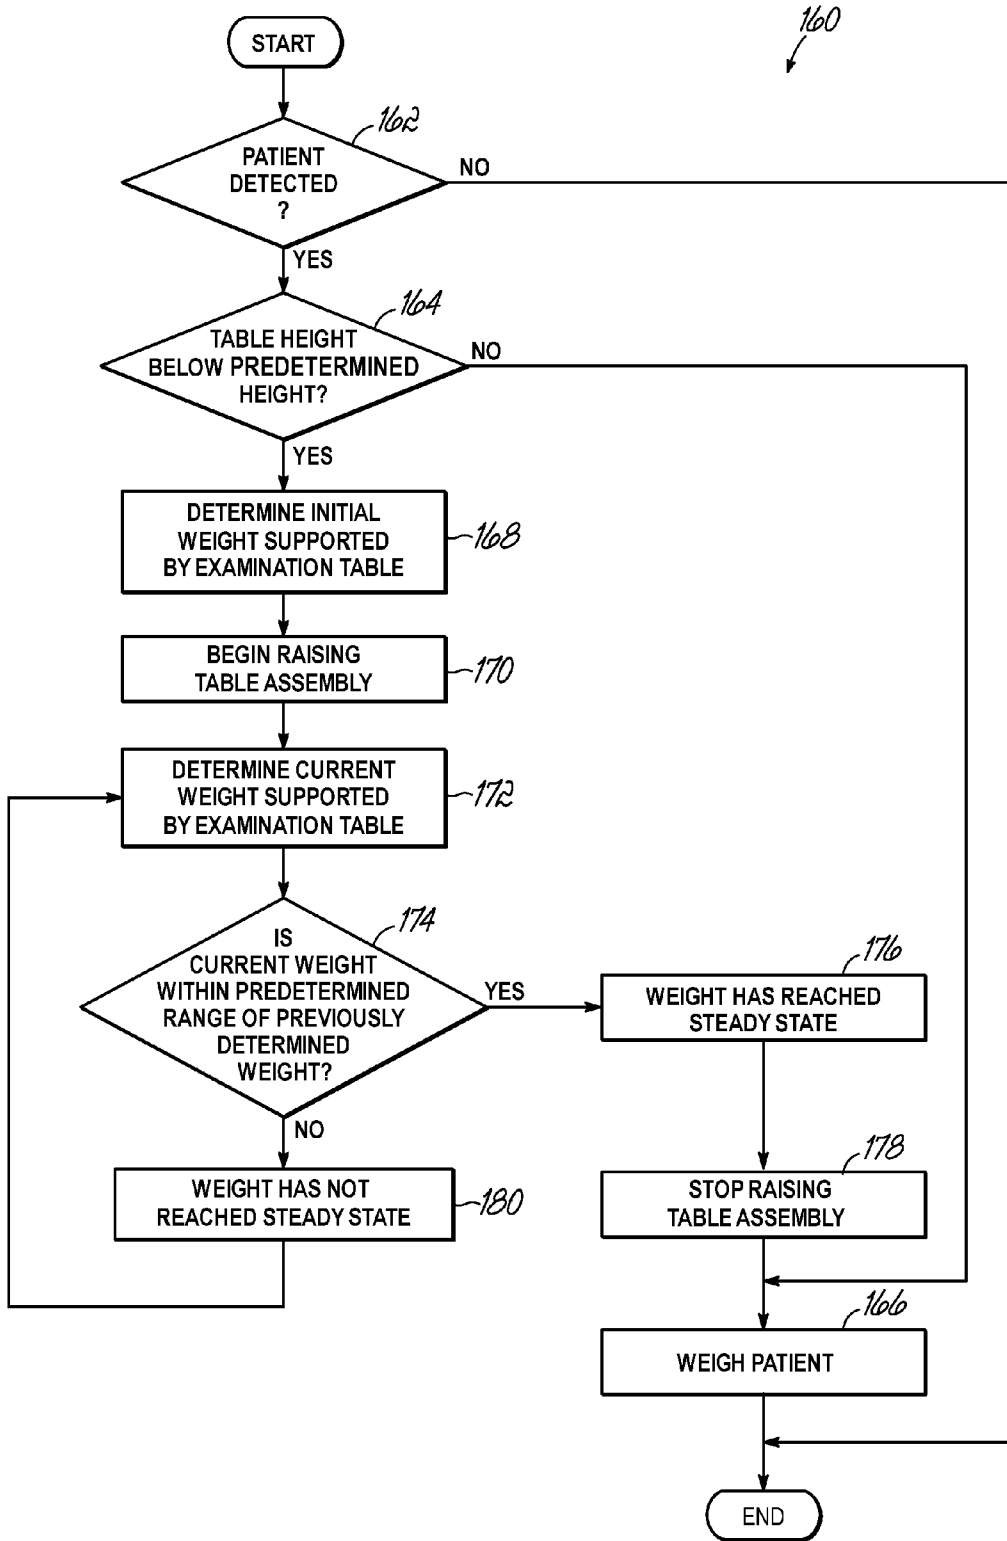 START
160
162
PATIENT
DETECTED
?
NO
YES
164
TABLE HEIGHT
BELOW PREDETERMINED
HEIGHT?
NO
YES
DETERMINE INITIAL
WEIGHT SUPPORTED
BY EXAMINATION TABLE
168
BEGIN RAISING
TABLE ASSEMBLY
170
DETERMINE CURRENT
WEIGHT SUPPORTED
BY EXAMINATION TABLE
172
174
IS
CURRENT WEIGHT
WITHIN PREDETERMINED
RANGE OF PREVIOUSLY
DETERMINED
WEIGHT?
YES
NO
176
WEIGHT HAS REACHED
STEADY STATE
WEIGHT HAS NOT
REACHED STEADY STATE
180
178
STOP RAISING
TABLE ASSEMBLY
166
WEIGH PATIENT
END